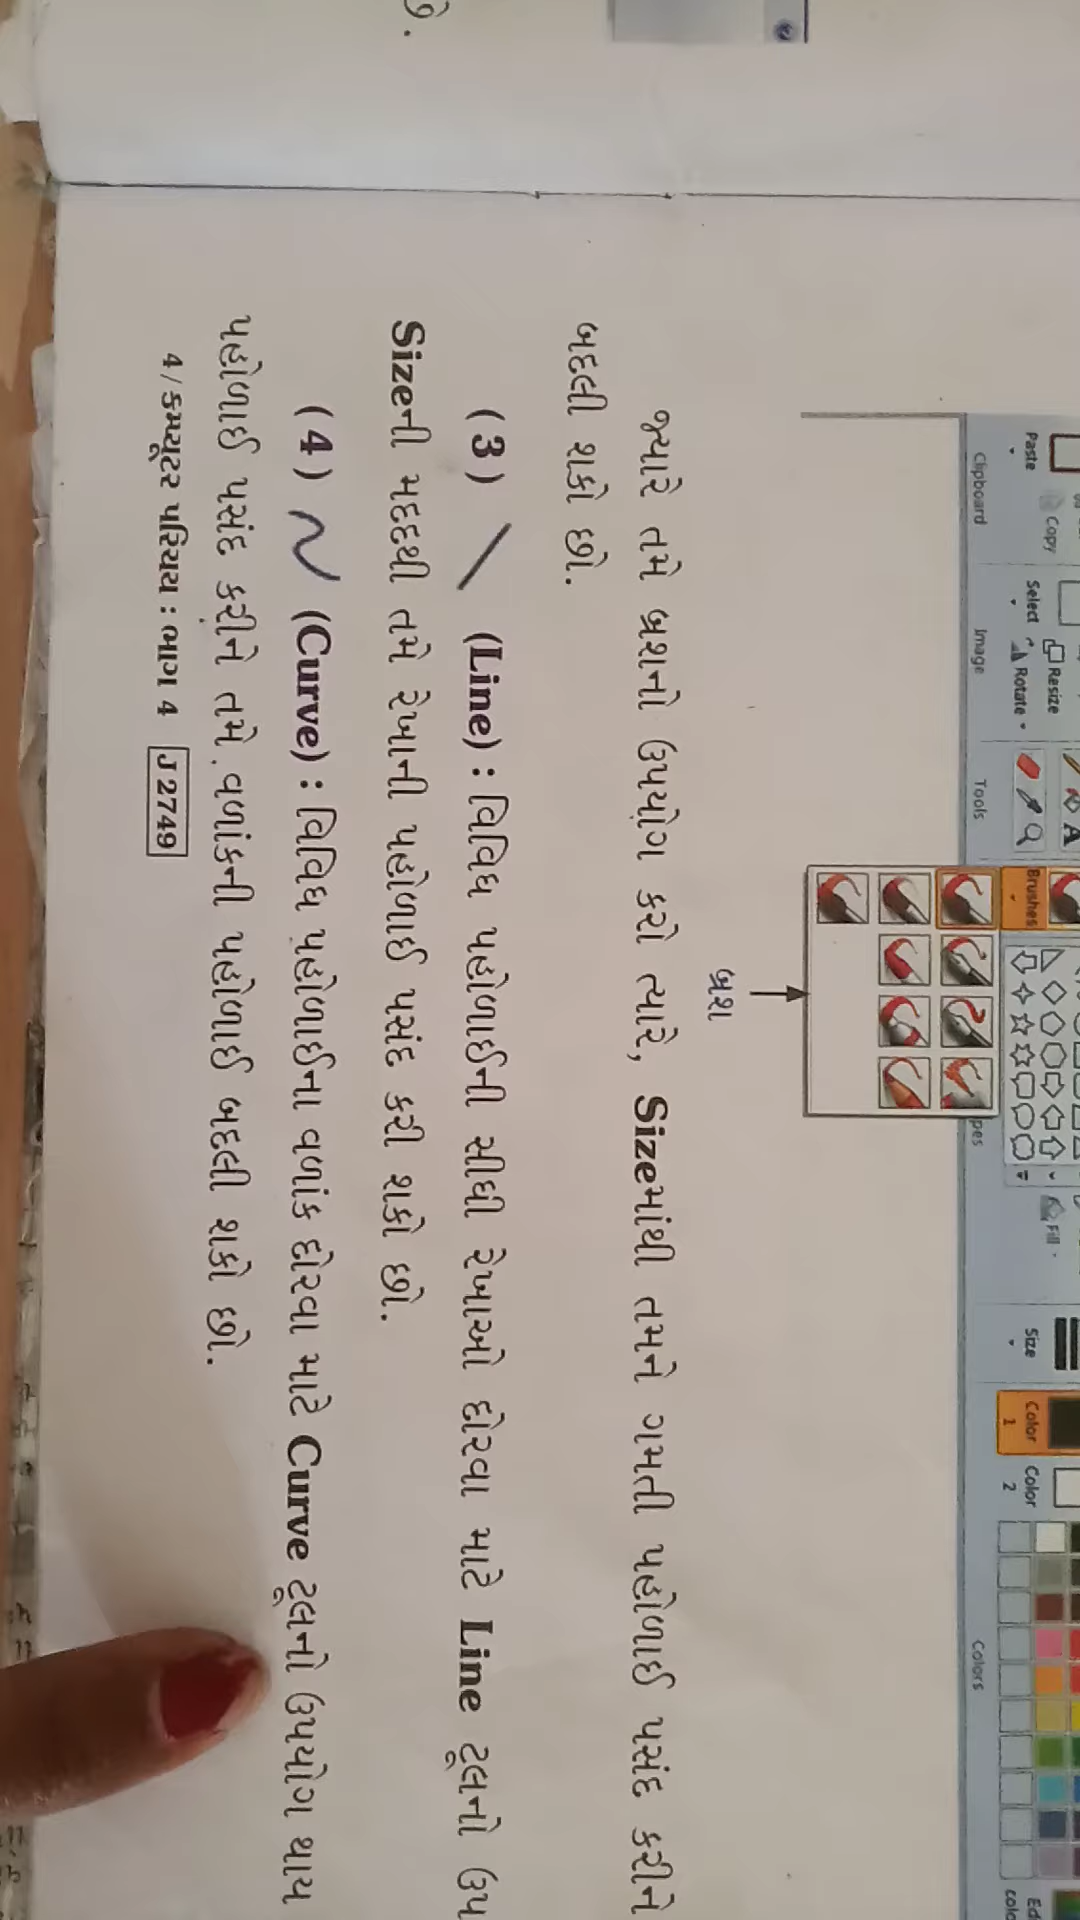 Paste
Copy
Clipboard
Select
Resize
Rotate
Image
A
Tools
Brushes
Fill
Size
Color 1
Color 2
Colors
બ્રશ
જ્યારે તમે બ્રશનો ઉપયોગ કરો ત્યારે, Sizeમાંથી તમને ગમતી પહોળાઈ પસંદ કરીને
બદલી શકો છો.
(3) (Line) : વિવિધ પહોળાઈની સીધી રેખાઓ દોરવા માટે Line ટૂલનો ઉપ
Sizeની મદદથી તમે રેખાની પહોળાઈ પસંદ કરી શકો છો.
(4) (Curve) : વિવિધ પહોળાઈના વળાંક દોરવા માટે Curve ટૂલનો ઉપયોગ થાય
પહોળાઈ પસંદ કરીને તમે વળાંકની પહોળાઈ બદલી શકો છો.
4/કમ્પ્યૂટર પરિચય : ભાગ 4 J 2749